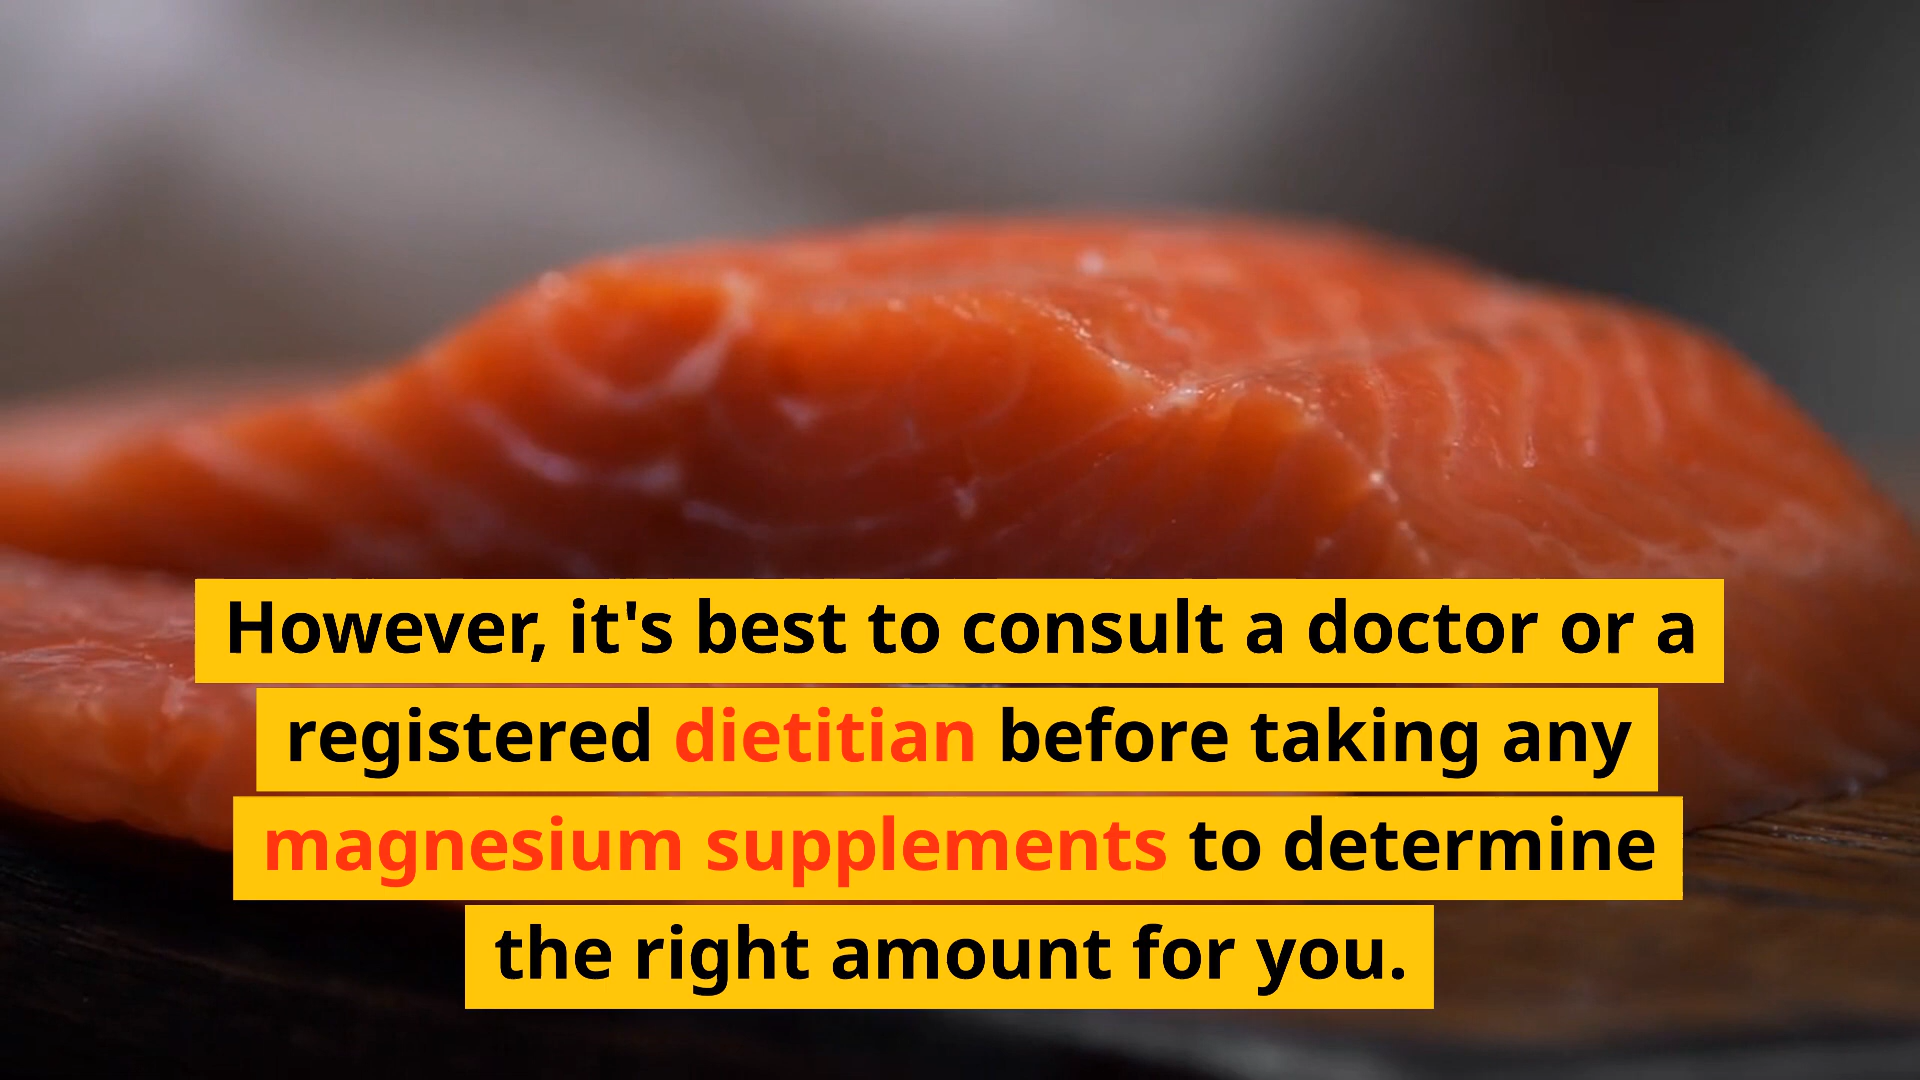 However, it's best to consult a doctor or a
registered dietitian before taking any
magnesium supplements to determine
the right amount for you.